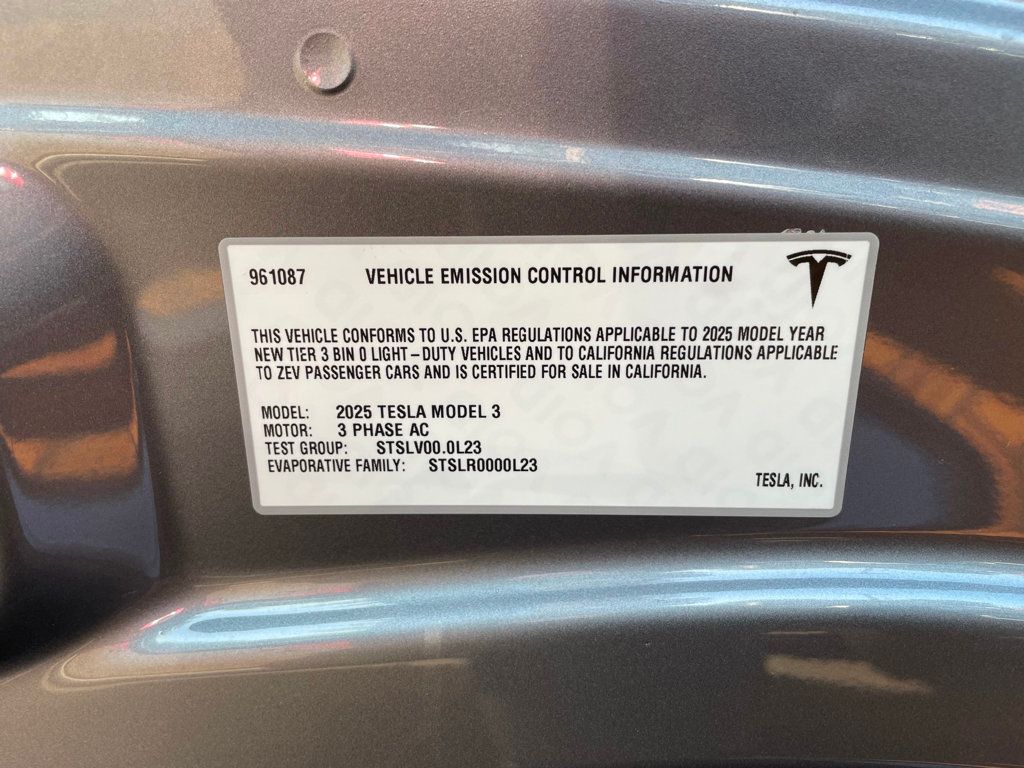 961087 VEHICLE EMISSION CONTROL INFORMATION
THIS VEHICLE CONFORMS TO U.S. EPA REGULATIONS APPLICABLE TO 2025 MODEL YEAR
NEW TIER 3 BIN 0 LIGHT-DUTY VEHICLES AND TO CALIFORNIA REGULATIONS APPLICABLE
TO ZEV PASSENGER CARS AND IS CERTIFIED FOR SALE IN CALIFORNIA.
MODEL: 2025 TESLA MODEL 3
MOTOR: 3 PHASE AC
TEST GROUP: STSLV00.0L23
EVAPORATIVE FAMILY: STSLR0000L23
TESLA, INC.